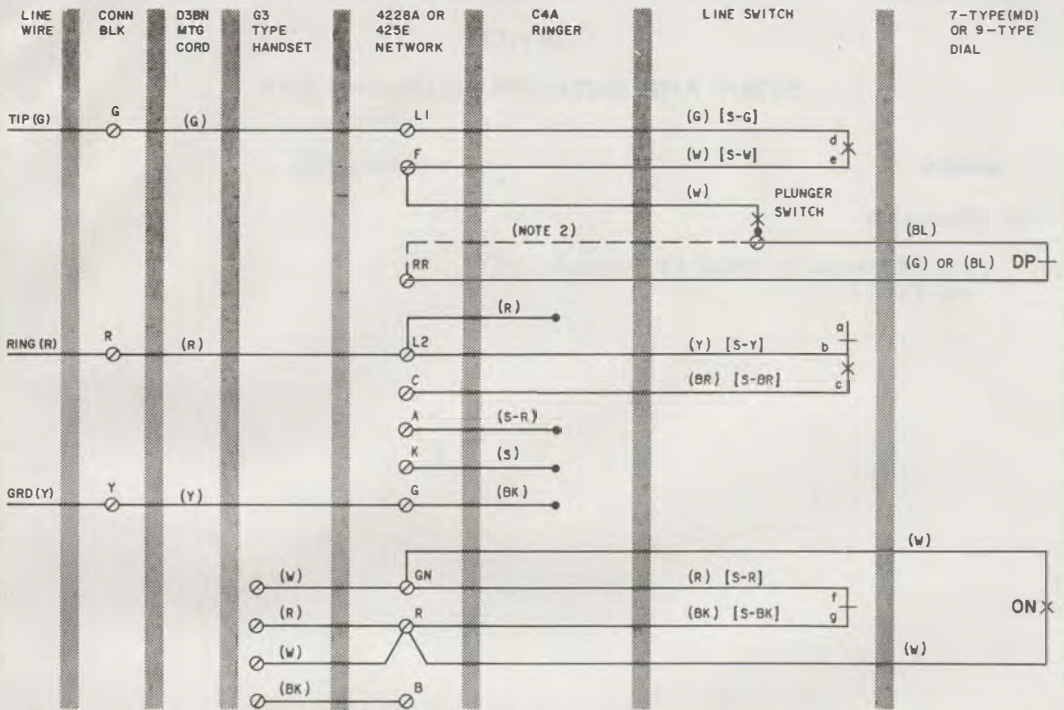 LINE WIRE
CONN BLK
D3BN MTG CORD
G3 TYPE HANDSET
4228A OR 425E NETWORK
C4A RINGER
LINE SWITCH
7-TYPE(MD) OR 9-TYPE DIAL
TIP(G) G (G) L1 (G) [S-G] d
F (W) [S-W] e
(W) PLUNGER SWITCH
(NOTE 2) (BL)
RR (G) OR (BL) DP
(R) a
RING(R) R (R) L2 (Y) [S-Y] b
C (BR) [S-BR] c
A (S-R)
K (S)
GRD(Y) Y (Y) G (BK)
(W)
(W) GN (R) [S-R] f
(R) R (BK) [S-BK] g ON
(W) (W)
(BK) B